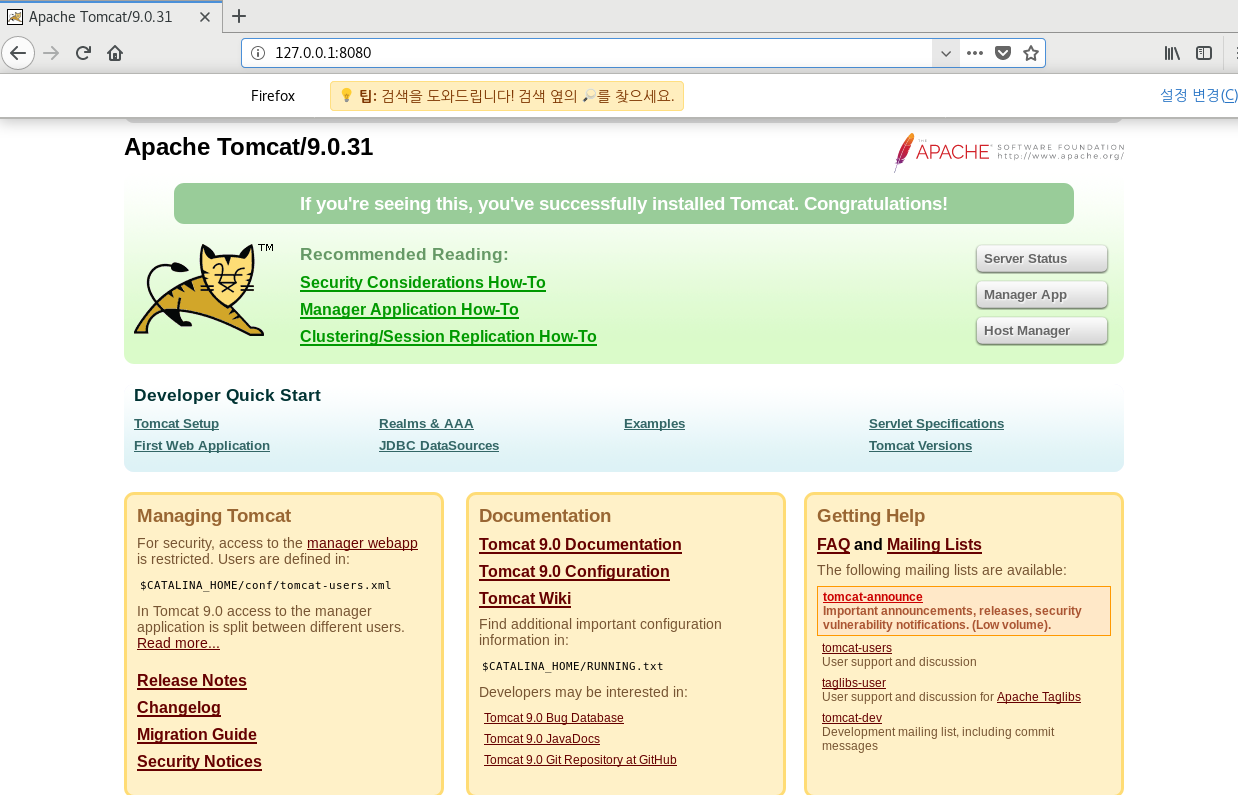 Apache Tomcat/9.0.31
127.0.0.1:8080
Firefox
팁: 검색을 도와드립니다! 검색 옆의 🔎를 찾으세요.
설정 변경(C)
Apache Tomcat/9.0.31
THE APACHE SOFTWARE FOUNDATION
http://www.apache.org/
If you're seeing this, you've successfully installed Tomcat. Congratulations!
TM
Recommended Reading:
Security Considerations How-To
Manager Application How-To
Clustering/Session Replication How-To
Server Status
Manager App
Host Manager
Developer Quick Start
Tomcat Setup
First Web Application
Realms & AAA
JDBC DataSources
Examples
Servlet Specifications
Tomcat Versions
Managing Tomcat
For security, access to the manager webapp
is restricted. Users are defined in:
$CATALINA_HOME/conf/tomcat-users.xml
In Tomcat 9.0 access to the manager
application is split between different users.
Read more...
Release Notes
Changelog
Migration Guide
Security Notices
Documentation
Tomcat 9.0 Documentation
Tomcat 9.0 Configuration
Tomcat Wiki
Find additional important configuration
information in:
$CATALINA_HOME/RUNNING.txt
Developers may be interested in:
Tomcat 9.0 Bug Database
Tomcat 9.0 JavaDocs
Tomcat 9.0 Git Repository at GitHub
Getting Help
FAQ and Mailing Lists
The following mailing lists are available:
tomcat-announce
Important announcements, releases, security
vulnerability notifications. (Low volume).
tomcat-users
User support and discussion
taglibs-user
User support and discussion for Apache Taglibs
tomcat-dev
Development mailing list, including commit
messages